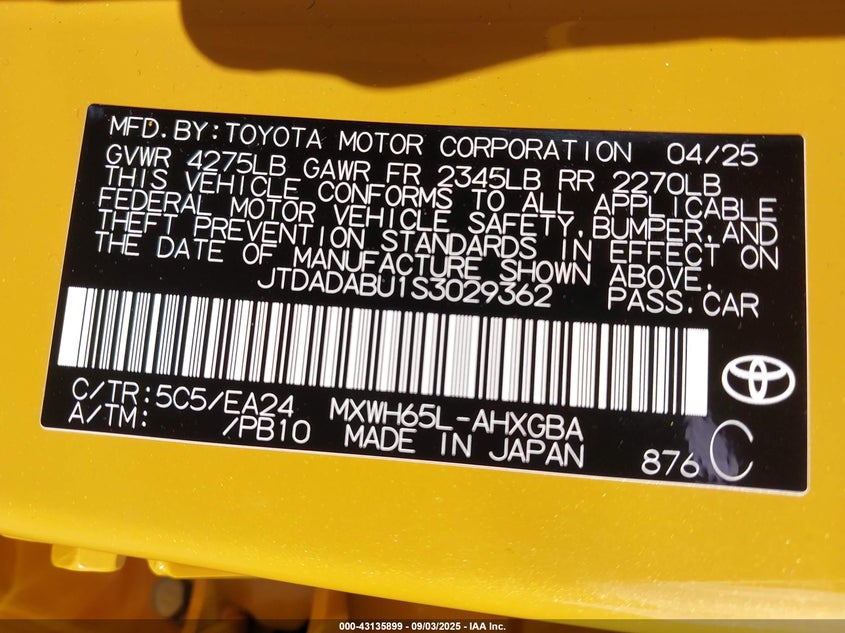 MFD.BY:TOYOTA MOTOR CORPORATION 04/25
GVWR 4275LB GAWR FR 2345LB RR 2270LB
THIS VEHICLE CONFORMS TO ALL APPLICABLE
FEDERAL MOTOR VEHICLE SAFETY,BUMPER,AND
THEFT PREVENTION STANDARDS IN EFFECT ON
THE DATE OF MANUFACTURE SHOWN ABOVE.
JTDADABU1S3029362 PASS.CAR
C/TR:5C5/EA24 MXWH65L-AHXGBA
A/TM: /PB10 MADE IN JAPAN 876 C
000-43135899 - 09/03/2025 - IAA Inc.